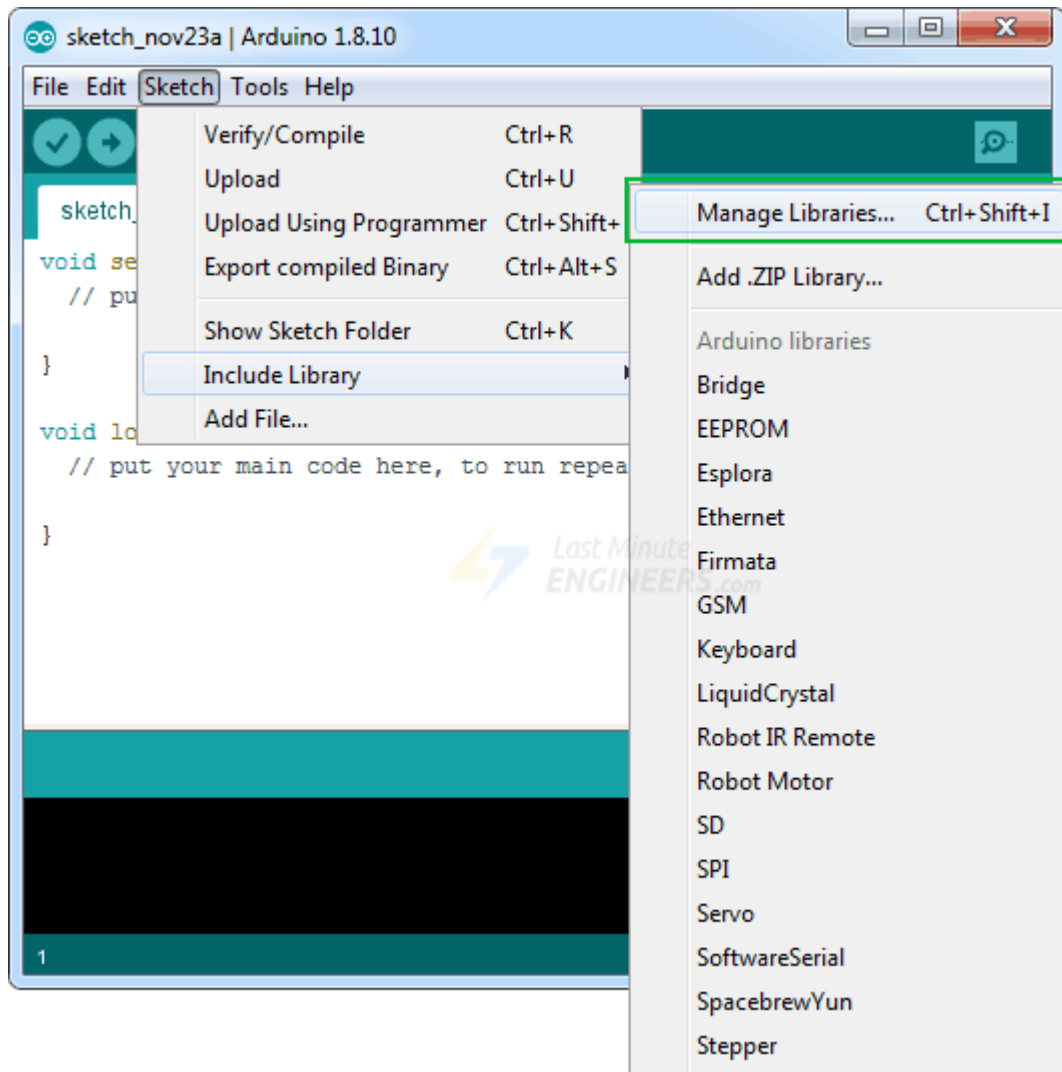 sketch_nov23a | Arduino 1.8.10
File Edit Sketch Tools Help
Verify/Compile Ctrl+R
Upload Ctrl+U
Upload Using Programmer Ctrl+Shift+
Export compiled Binary Ctrl+Alt+S
Show Sketch Folder Ctrl+K
Include Library
Add File...
sketch_
void se
// pu
}
void lo
// put your main code here, to run repea
}
Last Minute
ENGINEERS.com
1
Manage Libraries... Ctrl+Shift+I
Add .ZIP Library...
Arduino libraries
Bridge
EEPROM
Esplora
Ethernet
Firmata
GSM
Keyboard
LiquidCrystal
Robot IR Remote
Robot Motor
SD
SPI
Servo
SoftwareSerial
SpacebrewYun
Stepper